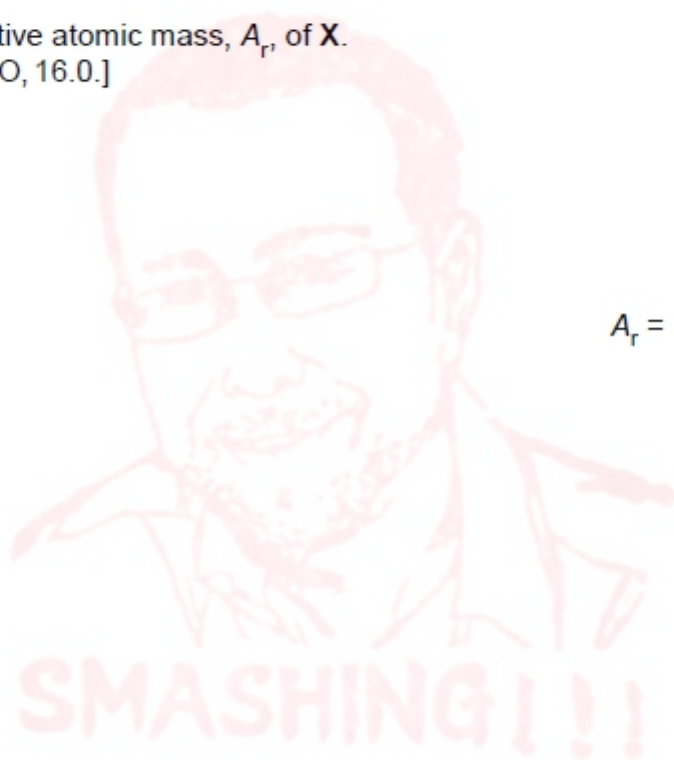 tive atomic mass, Ar, of X.
O, 16.0.]
Ar =
SMASHING!!!